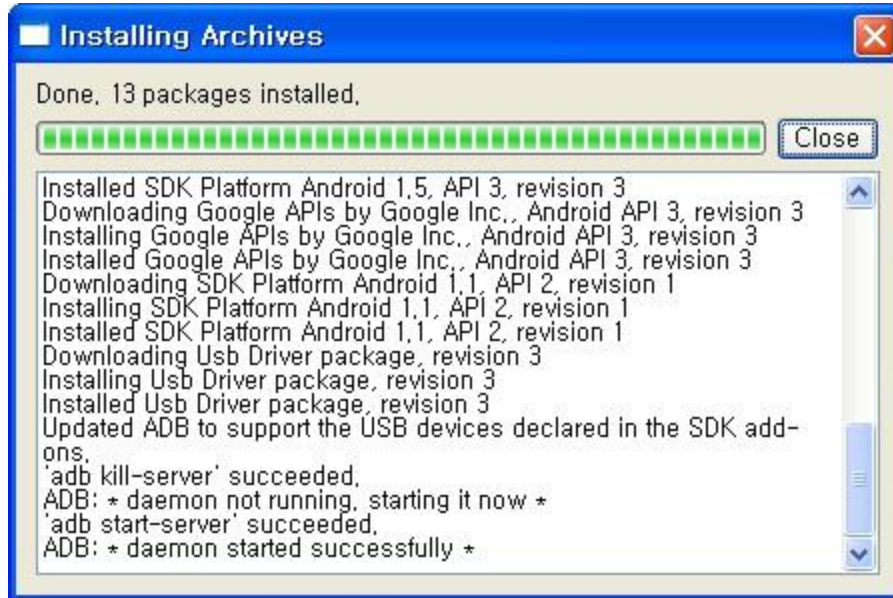 Installing Archives
Done. 13 packages installed.
Close
Installed SDK Platform Android 1.5, API 3, revision 3
Downloading Google APIs by Google Inc., Android API 3, revision 3
Installing Google APIs by Google Inc., Android API 3, revision 3
Installed Google APIs by Google Inc., Android API 3, revision 3
Downloading SDK Platform Android 1.1, API 2, revision 1
Installing SDK Platform Android 1.1, API 2, revision 1
Installed SDK Platform Android 1.1, API 2, revision 1
Downloading Usb Driver package, revision 3
Installing Usb Driver package, revision 3
Installed Usb Driver package, revision 3
Updated ADB to support the USB devices declared in the SDK add-
ons.
'adb kill-server' succeeded.
ADB: * daemon not running. starting it now *
'adb start-server' succeeded.
ADB: * daemon started successfully *